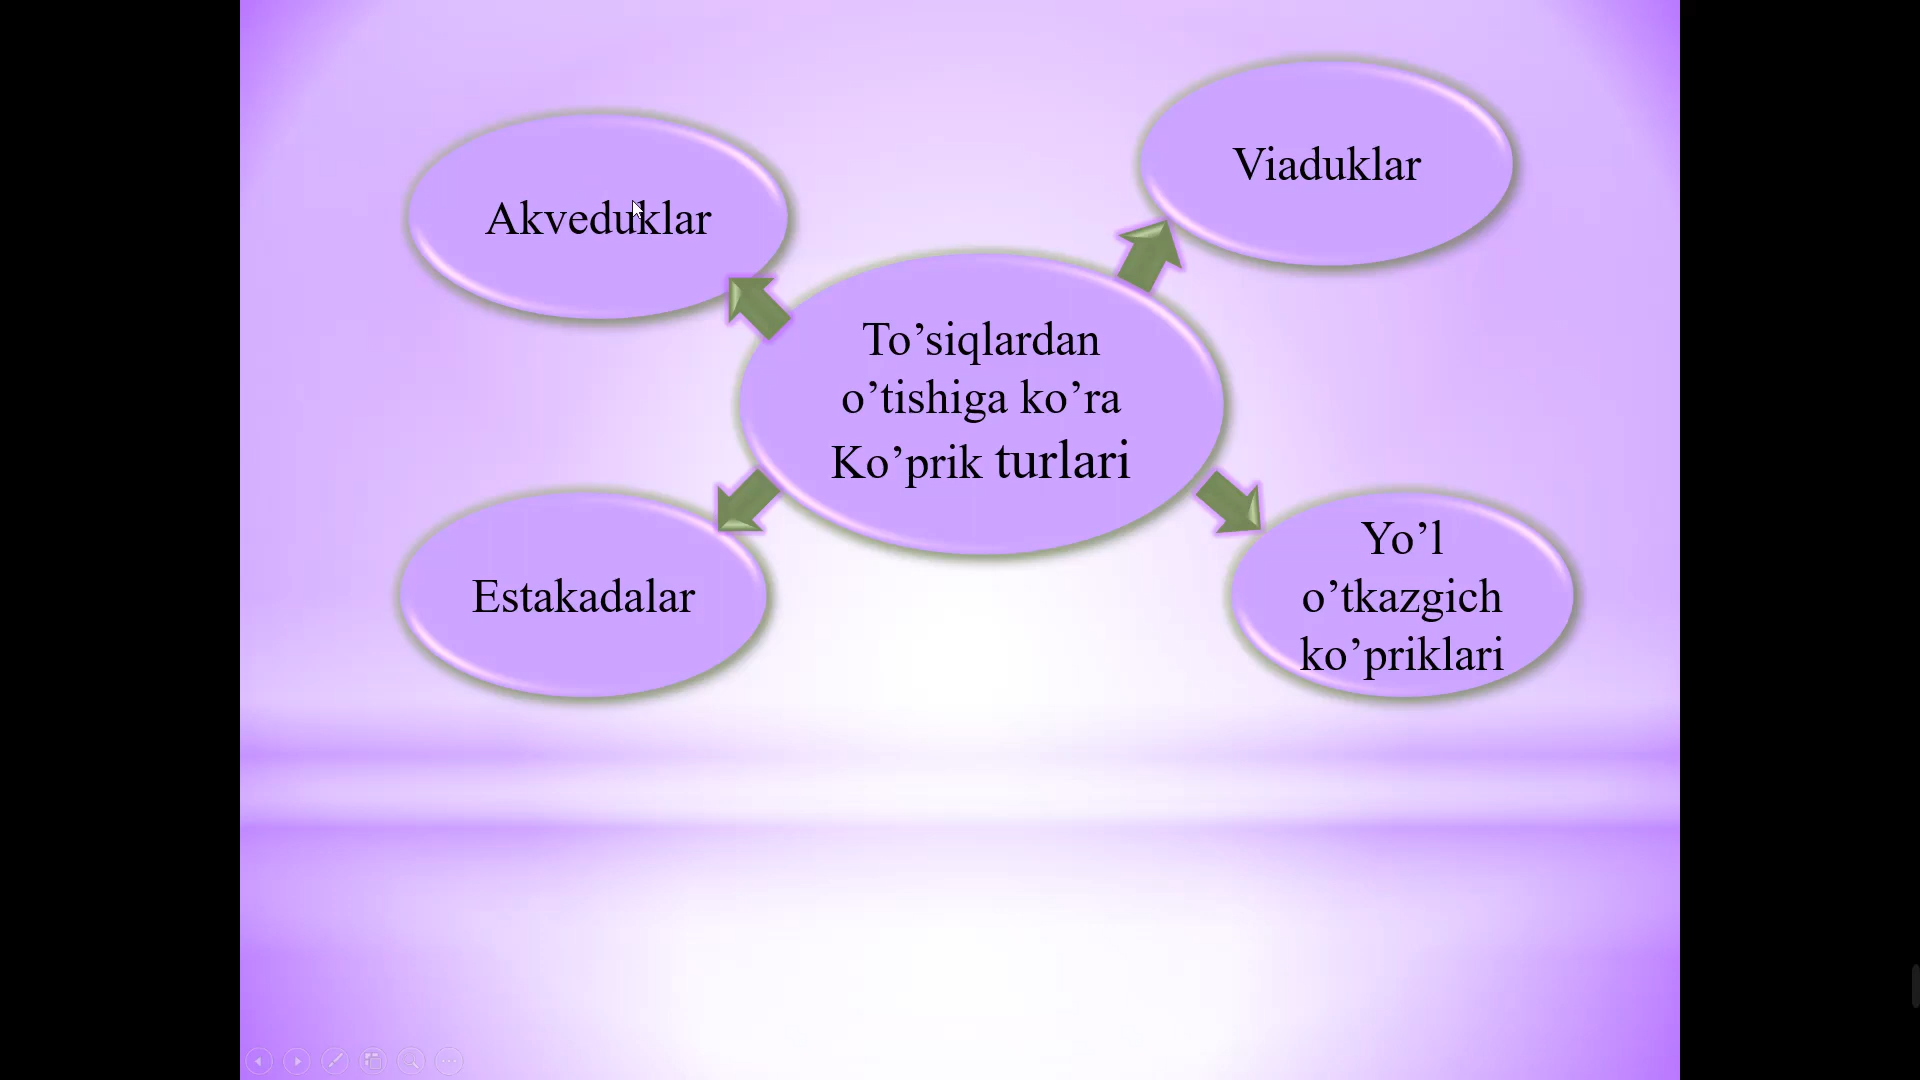 Akveduklar
Viaduklar
To’siqlardan
o’tishiga ko’ra
Ko’prik turlari
Estakadalar
Yo’l
o’tkazgich
ko’priklari